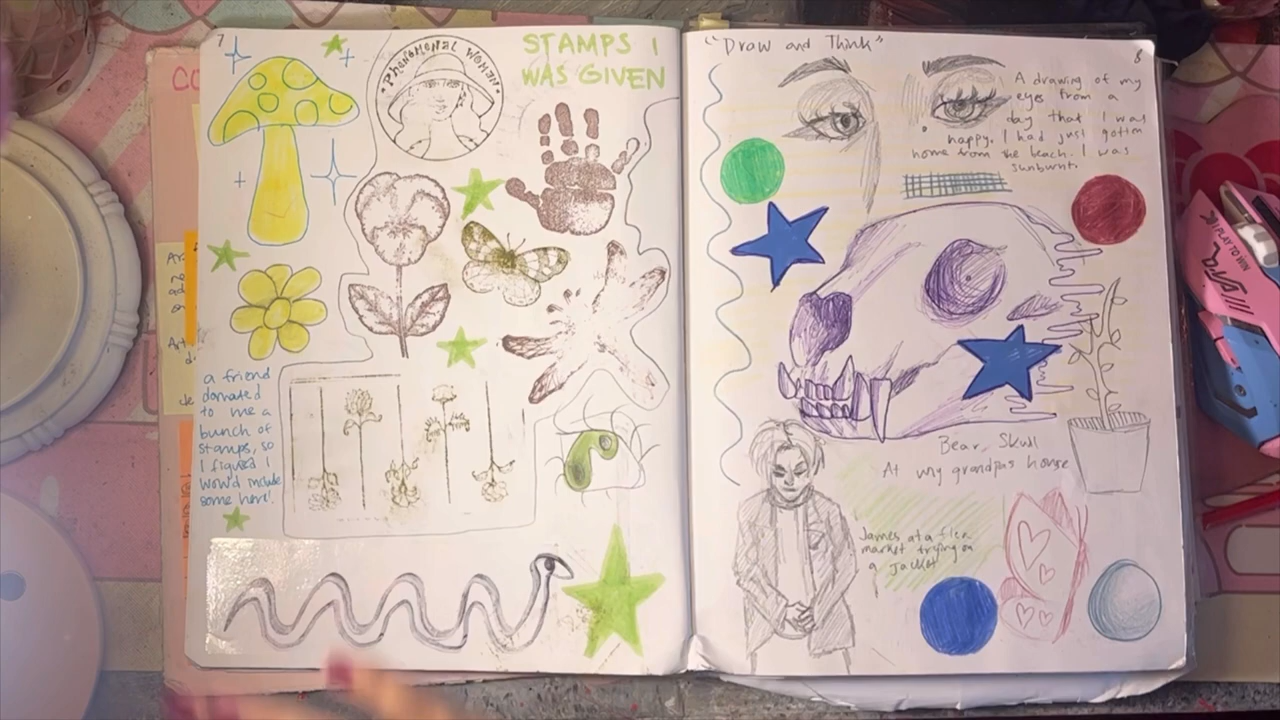 7
Phenomenal Woman
STAMPS I
WAS GIVEN
a friend
donated
to me a
bunch of
stamps, so
I figured I
would include
some here!
"Draw and Think"
8
A drawing of my
eyes from a
day that I was
happy. I had just gotten
home from the beach. I was
sunburnt.
Bear Skull
At my grandpas house
James at a flea
market trying on
a jacket
CO
Ar
Art
I PLAY TO WIN